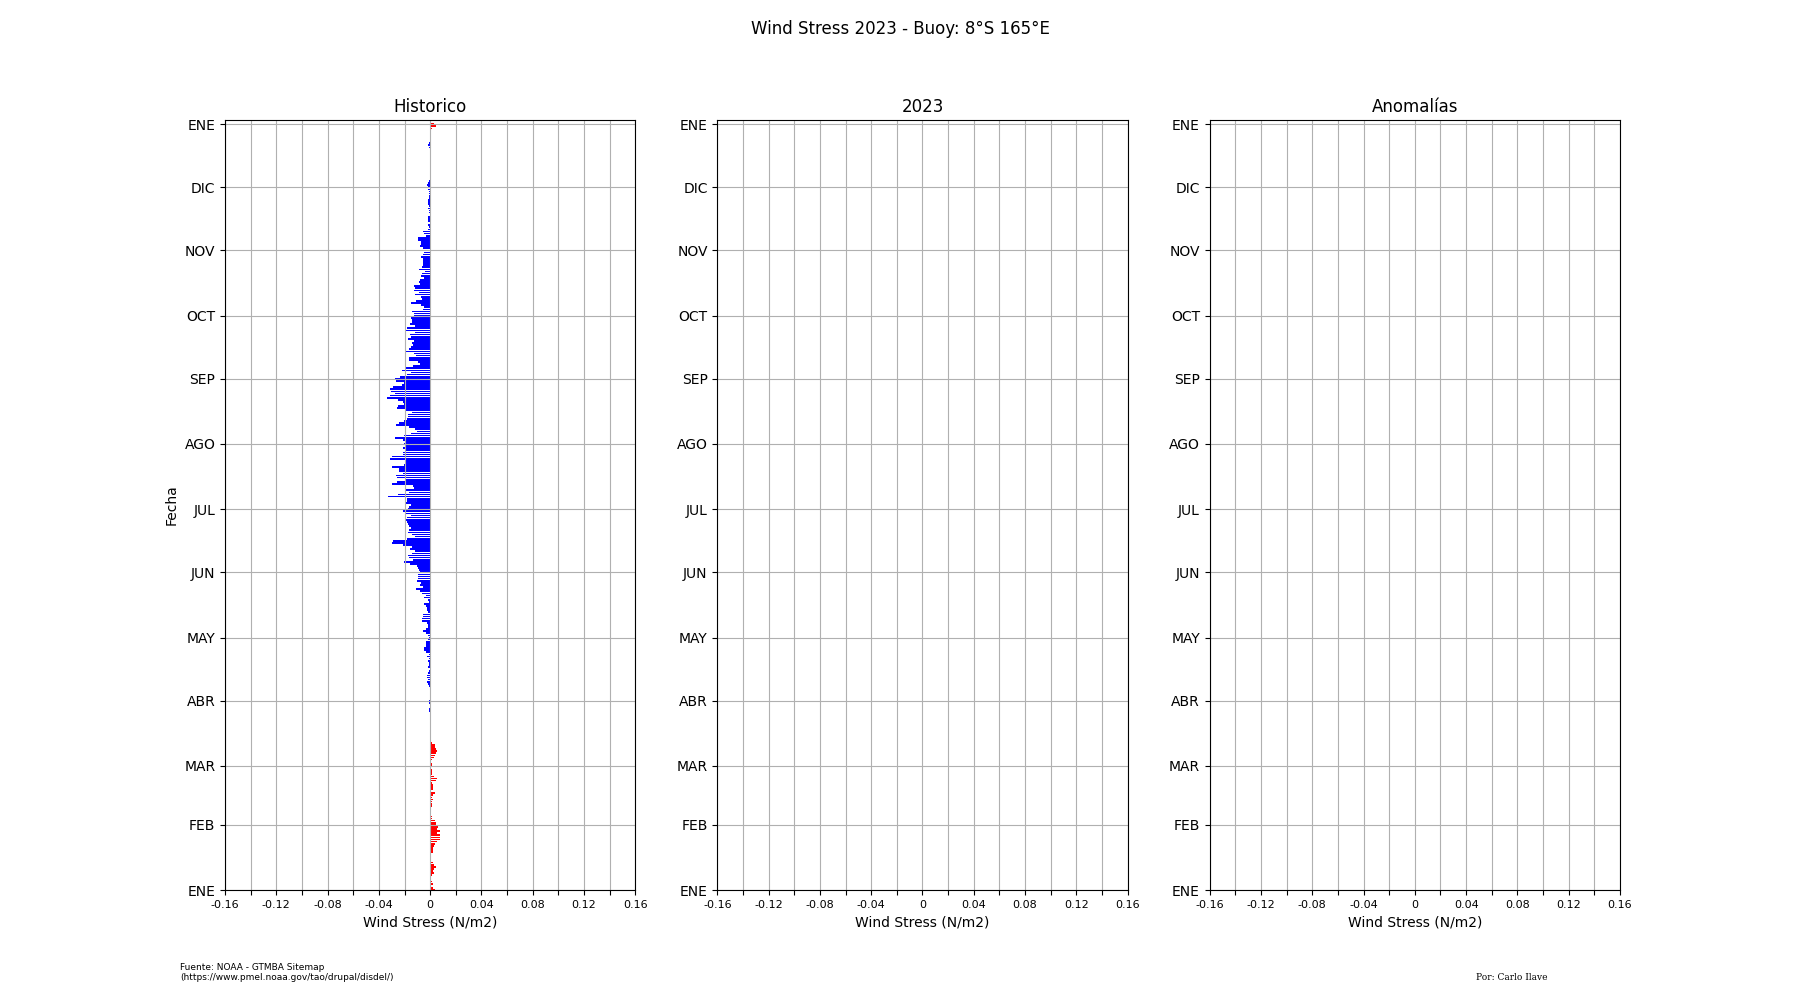 Wind Stress 2023 - Buoy: 8°S 165°E
Historico
2023
Anomalías
ENE
DIC
NOV
OCT
SEP
AGO
JUL
JUN
MAY
ABR
MAR
FEB
ENE
Fecha
-0.16 -0.12 -0.08 -0.04 0 0.04 0.08 0.12 0.16
Wind Stress (N/m2)
ENE
DIC
NOV
OCT
SEP
AGO
JUL
JUN
MAY
ABR
MAR
FEB
ENE
-0.16 -0.12 -0.08 -0.04 0 0.04 0.08 0.12 0.16
Wind Stress (N/m2)
ENE
DIC
NOV
OCT
SEP
AGO
JUL
JUN
MAY
ABR
MAR
FEB
ENE
-0.16 -0.12 -0.08 -0.04 0 0.04 0.08 0.12 0.16
Wind Stress (N/m2)
Fuente: NOAA - GTMBA Sitemap
(https://www.pmel.noaa.gov/tao/drupal/disdel/)
Por: Carlo Ilave